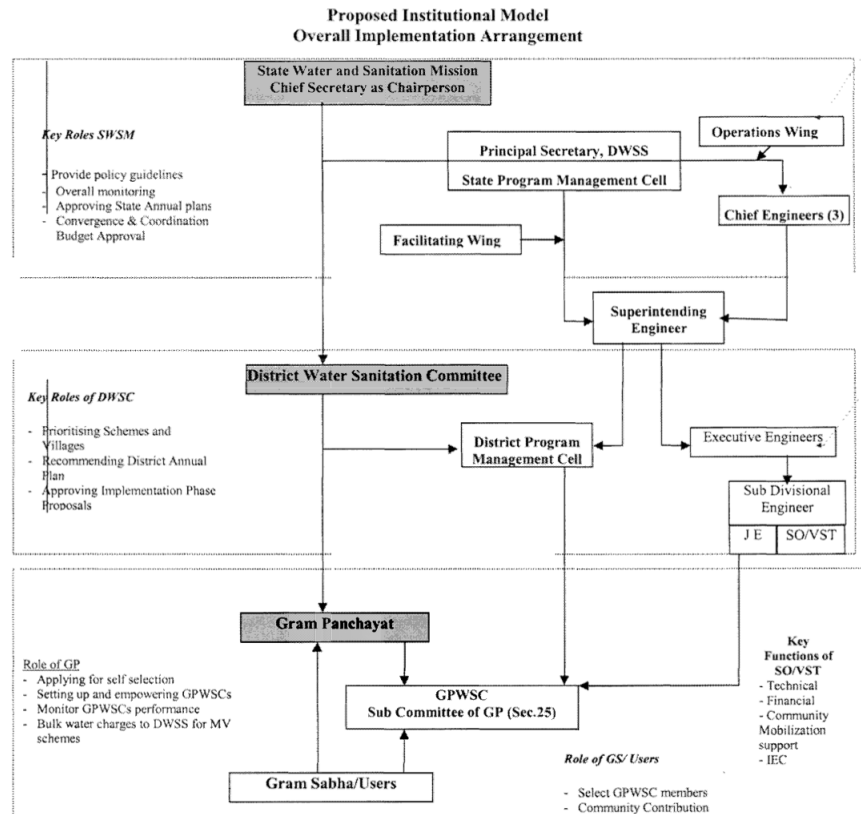 Proposed Institutional Model
Overall Implementation Arrangement
State Water and Sanitation Mission
Chief Secretary as Chairperson
Key Roles SWSM
- Provide policy guidelines
- Overall monitoring
- Approving State Annual plans
- Convergence & Coordination
Budget Approval
Operations Wing
Principal Secretary, DWSS
State Program Management Cell
Chief Engineers (3)
Facilitating Wing
Superintending
Engineer
District Water Sanitation Committee
Key Roles of DWSC
- Prioritising Schemes and
Villages
- Recommending District Annual
Plan
- Approving Implementation Phase
Proposals
District Program
Management Cell
Executive Engineers
Sub Divisional
Engineer
J E
SO/VST
Gram Panchayat
Role of GP
- Applying for self selection
- Setting up and empowering GPWSCs
- Monitor GPWSCs performance
- Bulk water charges to DWSS for MV
schemes
GPWSC
Sub Committee of GP (Sec.25)
Key
Functions of
SO/VST
- Technical
- Financial
- Community
Mobilization
support
- IEC
Gram Sabha/Users
Role of GS/ Users
- Select GPWSC members
- Community Contribution